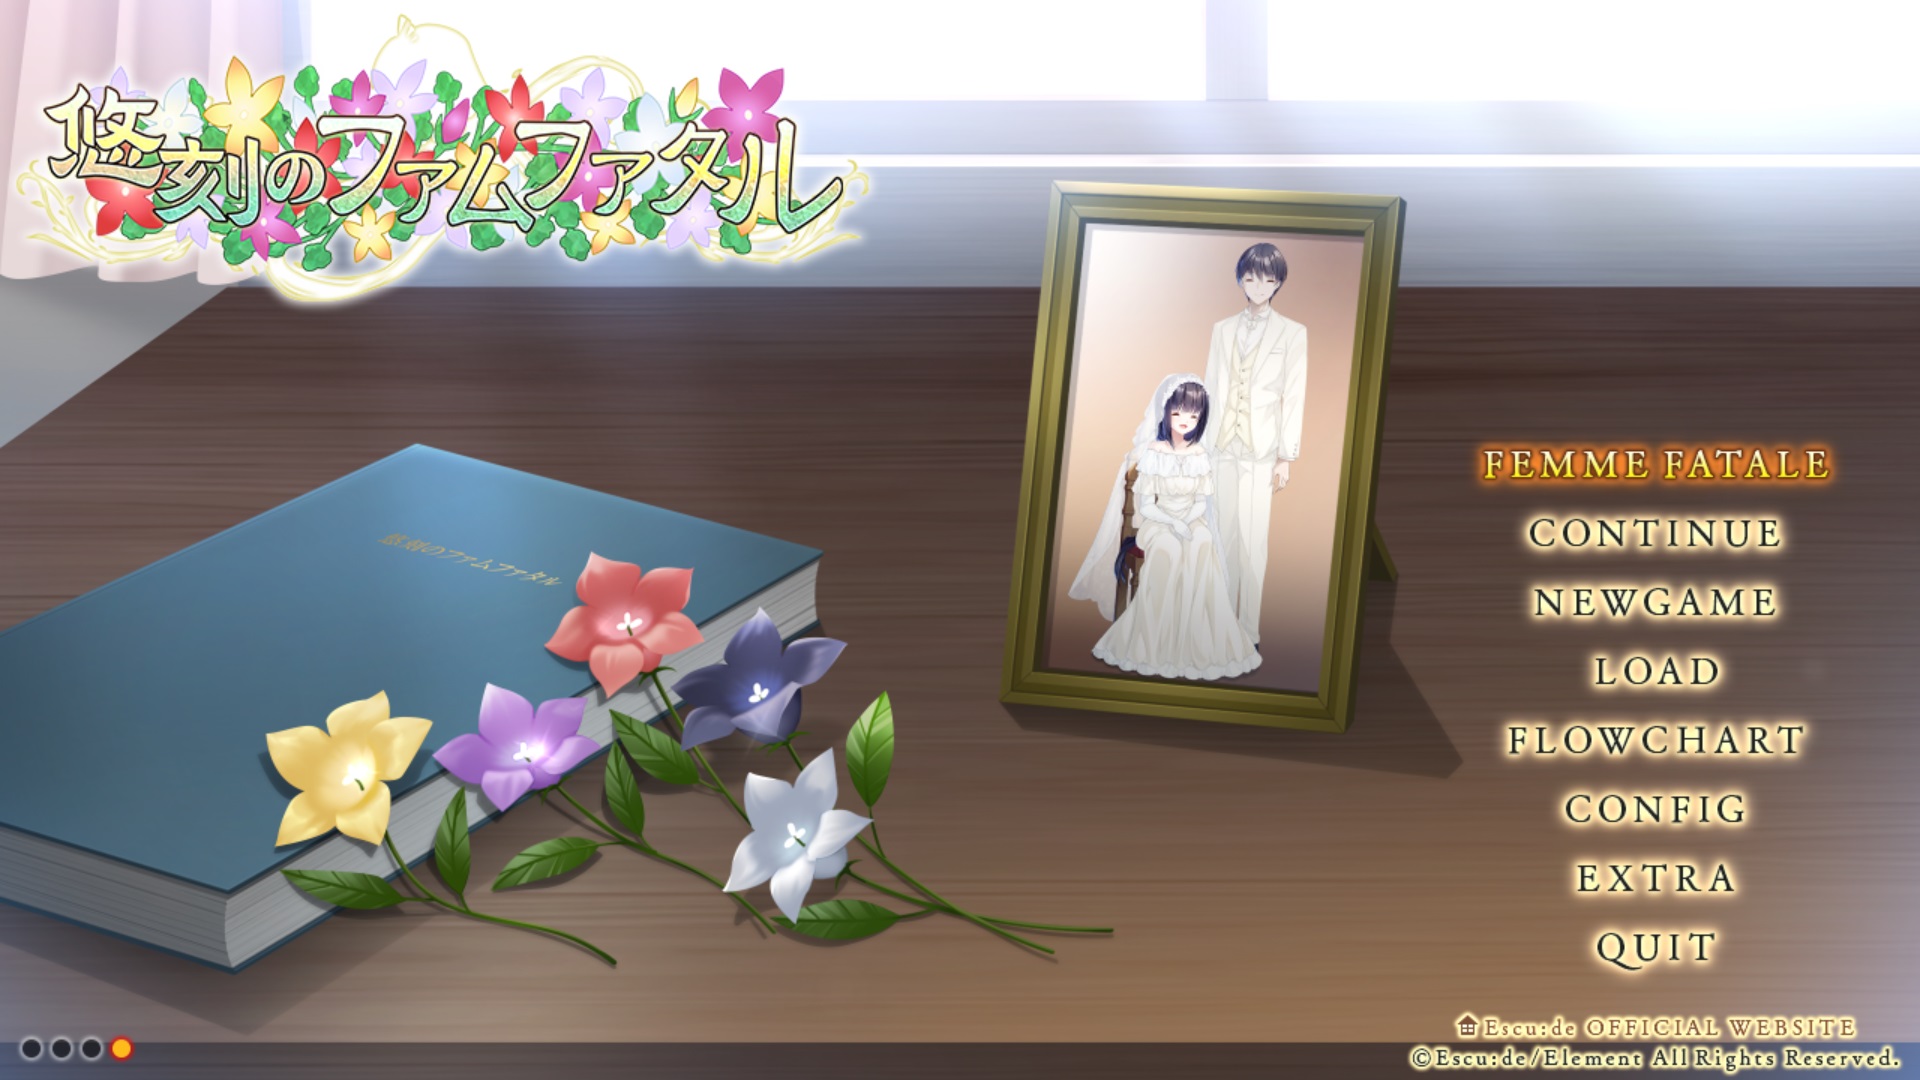 悠刻のファムファタル
悠刻のファムファタル
FEMME FATALE
CONTINUE
NEWGAME
LOAD
FLOWCHART
CONFIG
EXTRA
QUIT
Escu:de OFFICIAL WEBSITE
©Escu:de/Element All Rights Reserved.